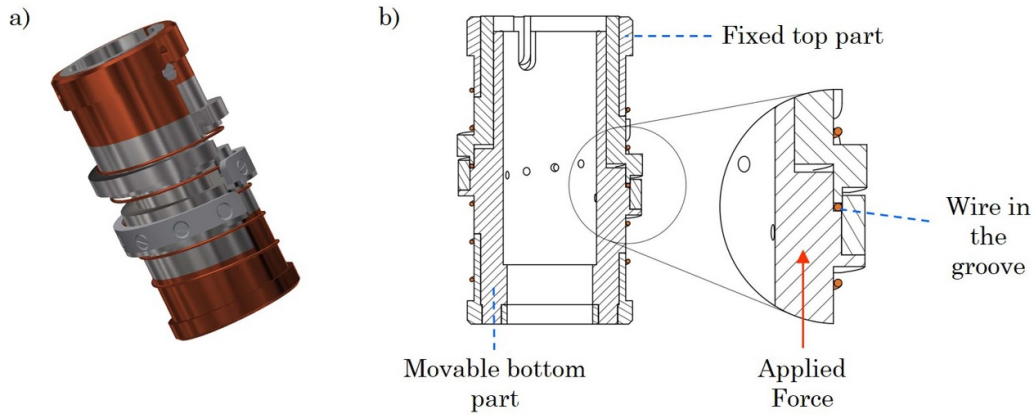 a)
b)
Fixed top part
Wire in
the
groove
Movable bottom
part
Applied
Force